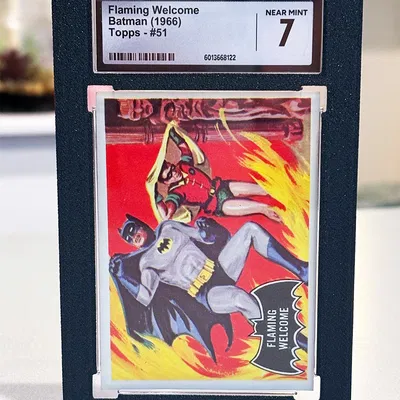 Flaming Welcome
Batman (1966)
Topps - #51
NEAR MINT
7
6013668122
FLAMING
WELCOME